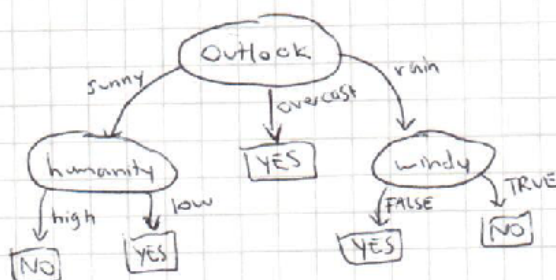 Outlook
sunny
overcast
rain
humanity
YES
windy
high
low
FALSE
TRUE
NO
YES
YES
NO